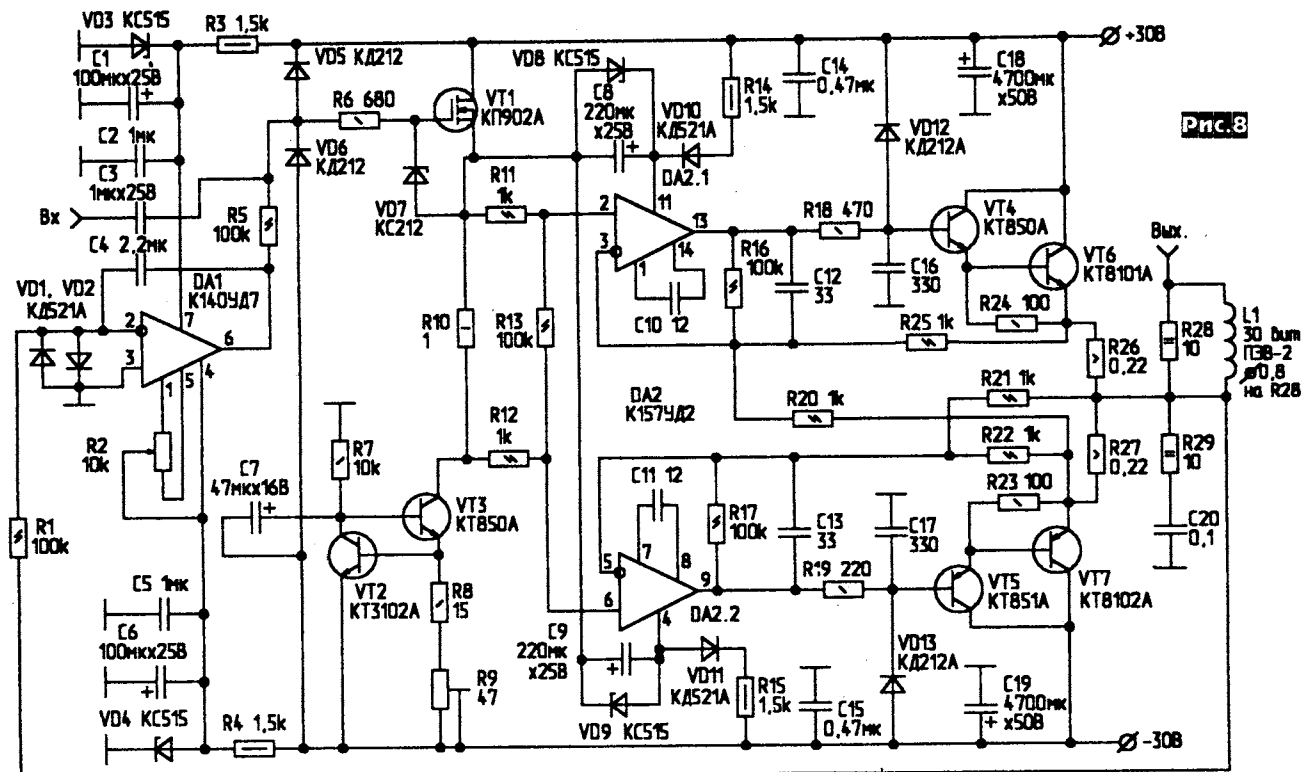 VD3 КС515
R3 1,5k
C1
100мкх25В
VD5 КД212
R6 680
VT1
КП902А
VD8 КС515
C8
220мк
х25В
VD10
КД521А
R14
1,5k
C14
0,47мк
C18
4700мк
х50В
+30В
Рис.8
C2 1мк
C3
1мкх25В
Вх
VD6
КД212
VD7
КС212
R11
1k
DA2.1
VD12
КД212А
R5
100k
C4 2,2мк
VD1, VD2
КД521А
DA1
К140УД7
2
3
7
6
4
1
5
2
3
11
13
14
1
R16
100k
C10 12
C12
33
R18 470
C16
330
VT4
КТ850А
VT6
КТ8101А
R24 100
R25 1k
Вых.
L1
30 вит
ПЭВ-2
ø0,8
на R28
R28
10
R26
0,22
R10
1
R13
100k
DA2
К157УД2
R21 1k
R20 1k
R22 1k
R27
0,22
R29
10
R2
10k
R7
10k
R12
1k
C7
47мкх16В
VT3
КТ850А
C11 12
R17
100k
C13
33
C17
330
R23 100
C20
0,1
R1
100k
VT2
КТ3102А
R8
15
5
6
7
8
9
4
DA2.2
R19 220
VT5
КТ851А
VT7
КТ8102А
C5 1мк
C6
100мкх25В
R9
47
C9
220мк
х25В
VD11
КД521А
R15
1,5k
VD13
КД212А
C15
0,47мк
C19
4700мк
х50В
VD4 КС515
R4 1,5k
VD9 КС515
-30В